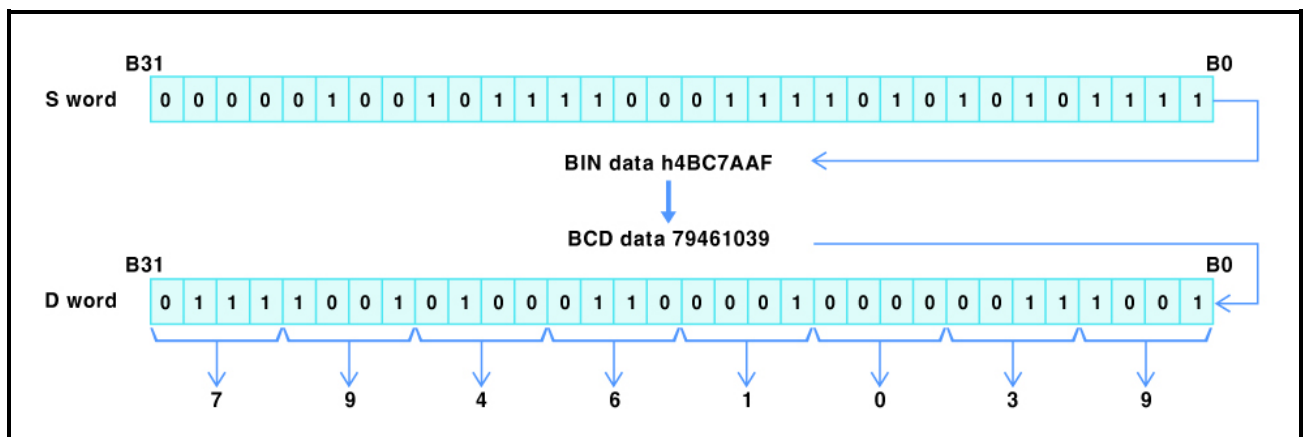 B31 B0
S word 0 0 0 0 0 1 0 0 1 0 1 1 1 1 0 0 0 1 1 1 1 0 1 0 1 0 1 0 1 1 1 1
BIN data h4BC7AAF
BCD data 79461039
B31 B0
D word 0 1 1 1 1 0 0 1 0 1 0 0 0 1 1 0 0 0 0 1 0 0 0 0 0 0 1 1 1 0 0 1
7 9 4 6 1 0 3 9